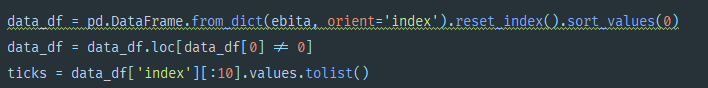 data_df = pd.DataFrame.from_dict(ebita, orient='index').reset_index().sort_values(0)
data_df = data_df.loc[data_df[0] ≠ 0]
ticks = data_df['index'][:10].values.tolist()